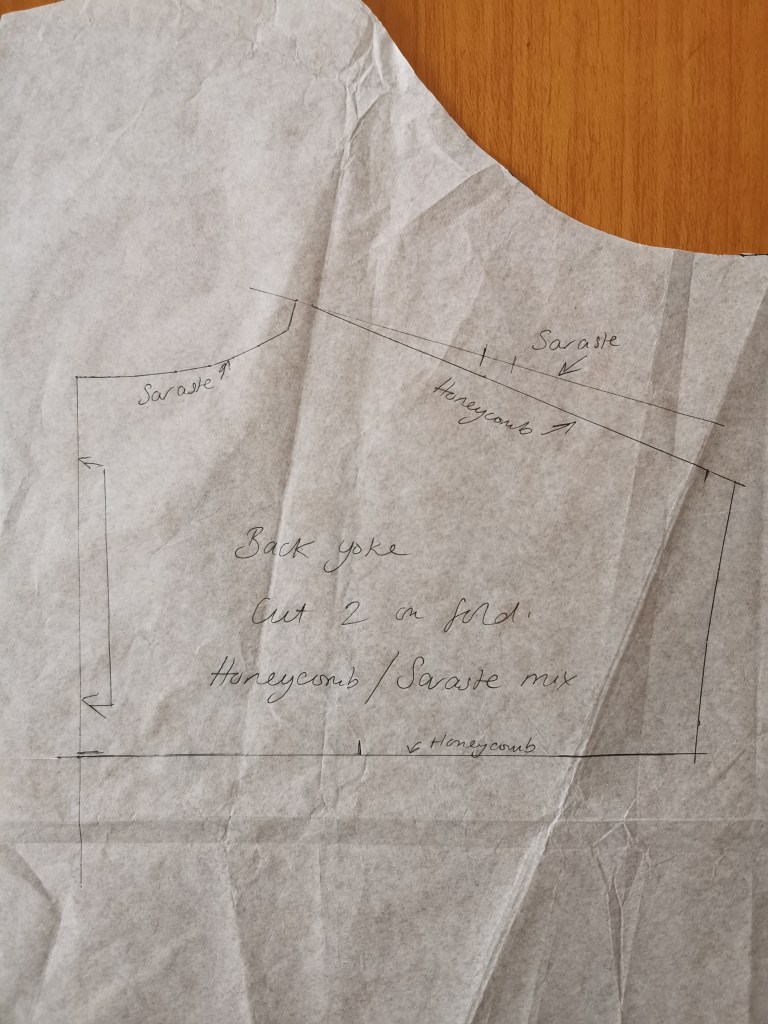 Saraste
Saraste
Honeycomb
Back yoke
Cut 2 on fold.
Honeycomb / Saraste mix
Honeycomb